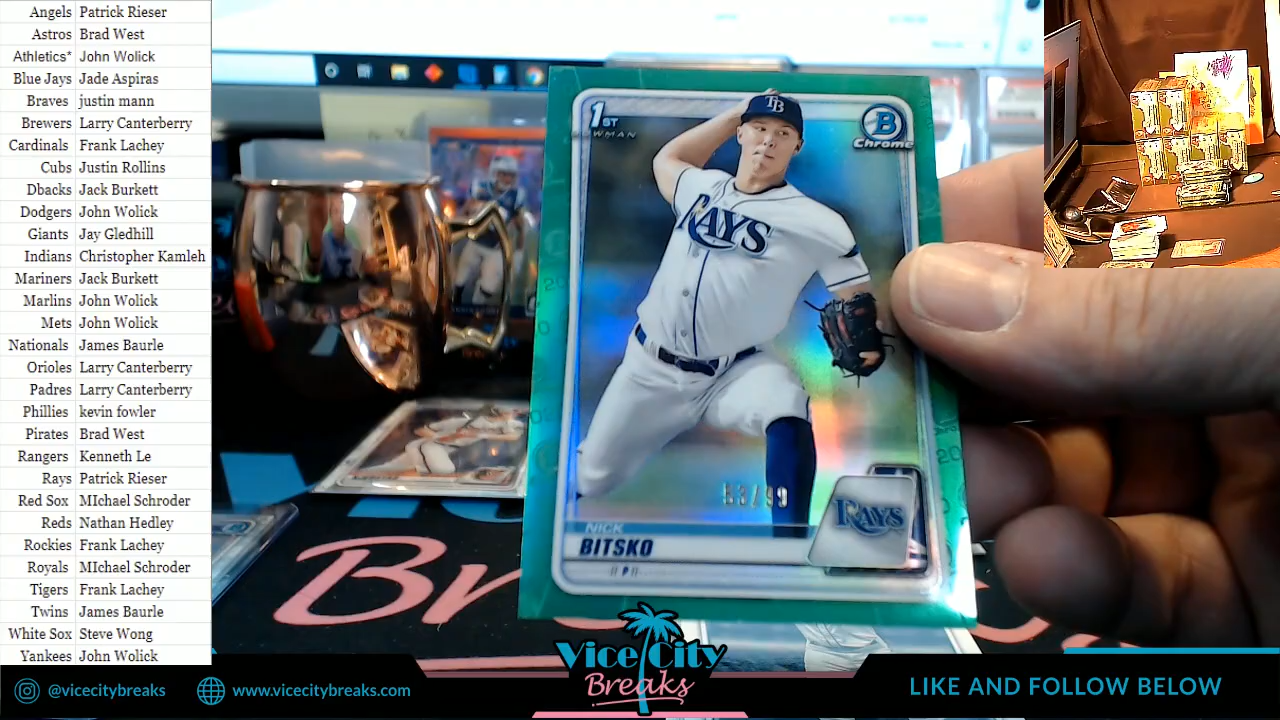 Angels Patrick Rieser
Astros Brad West
Athletics* John Wolick
Blue Jays Jade Aspiras
Braves justin mann
Brewers Larry Canterberry
Cardinals Frank Lachey
Cubs Justin Rollins
Dbacks Jack Burkett
Dodgers John Wolick
Giants Jay Gledhill
Indians Christopher Kamleh
Mariners Jack Burkett
Marlins John Wolick
Mets John Wolick
Nationals James Baurle
Orioles Larry Canterberry
Padres Larry Canterberry
Phillies kevin fowler
Pirates Brad West
Rangers Kenneth Le
Rays Patrick Rieser
Red Sox MIchael Schroder
Reds Nathan Hedley
Rockies Frank Lachey
Royals MIchael Schroder
Tigers Frank Lachey
Twins James Baurle
White Sox Steve Wong
Yankees John Wolick
1ST
BOWMAN
B
Chrome
TB
RAYS
53/99
RAYS
NICK
BITSKO
Br
Vice City
Breaks
@vicecitybreaks
www.vicecitybreaks.com
LIKE AND FOLLOW BELOW